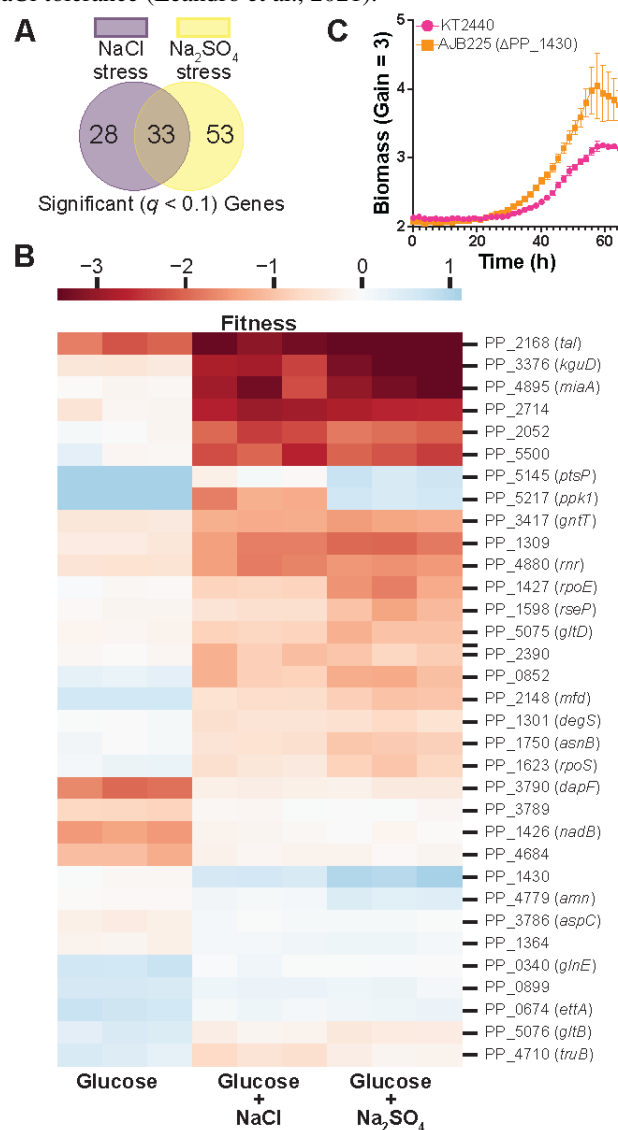 NaCl tolerance (Leandro et al., 2021).
A
NaCl
stress
Na2SO4
stress
28
33
53
Significant (q < 0.1) Genes
C
KT2440
AJB225 (ΔPP_1430)
Biomass (Gain = 3)
5
4
3
2
0
20
40
60
Time (h)
B
−3
−2
−1
0
1
Fitness
PP_2168 (tal)
PP_3376 (kguD)
PP_4895 (miaA)
PP_2714
PP_2052
PP_5500
PP_5145 (ptsP)
PP_5217 (ppk1)
PP_3417 (gntT)
PP_1309
PP_4880 (rnr)
PP_1427 (rpoE)
PP_1598 (rseP)
PP_5075 (gltD)
PP_2390
PP_0852
PP_2148 (mfd)
PP_1301 (degS)
PP_1750 (asnB)
PP_1623 (rpoS)
PP_3790 (dapF)
PP_3789
PP_1426 (nadB)
PP_4684
PP_1430
PP_4779 (amn)
PP_3786 (aspC)
PP_1364
PP_0340 (glnE)
PP_0899
PP_0674 (ettA)
PP_5076 (gltB)
PP_4710 (truB)
Glucose
Glucose
+
NaCl
Glucose
+
Na2SO4